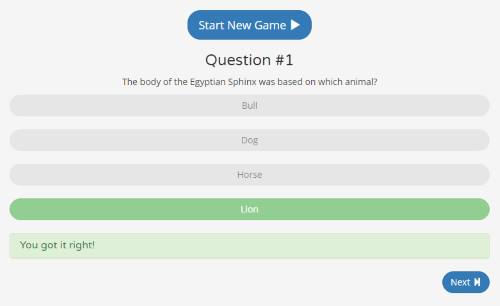 Start New Game
Question #1
The body of the Egyptian Sphinx was based on which animal?
Bull
Dog
Horse
Lion
You got it right!
Next